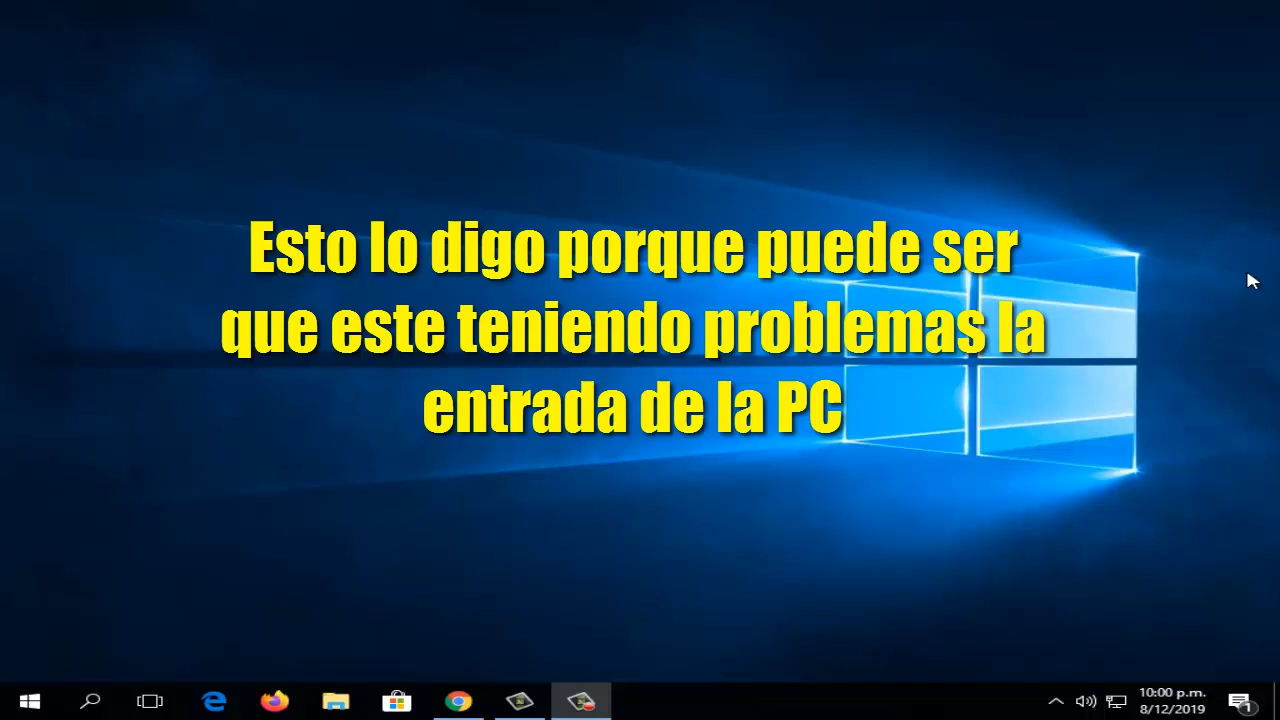 Esto lo digo porque puede ser
que este teniendo problemas la
entrada de la PC
10:00 p.m.
8/12/2019
1